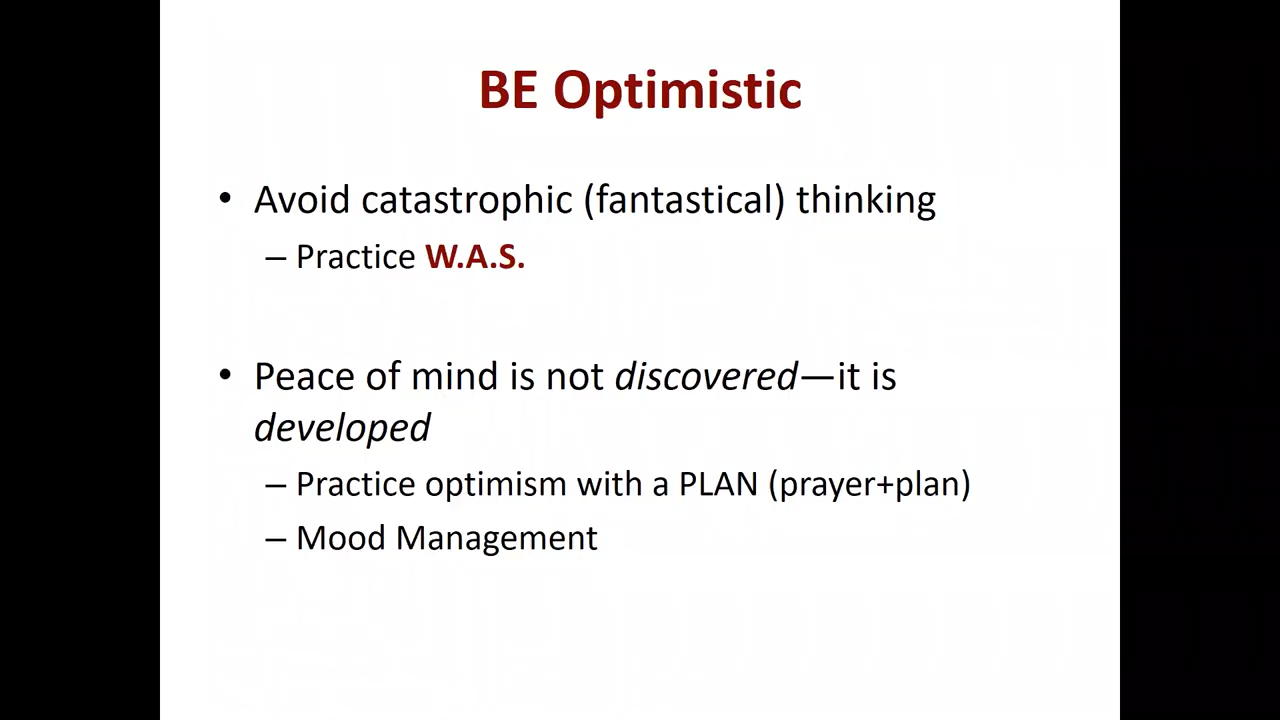 BE Optimistic
• Avoid catastrophic (fantastical) thinking
– Practice W.A.S.
• Peace of mind is not discovered—it is
developed
– Practice optimism with a PLAN (prayer+plan)
– Mood Management